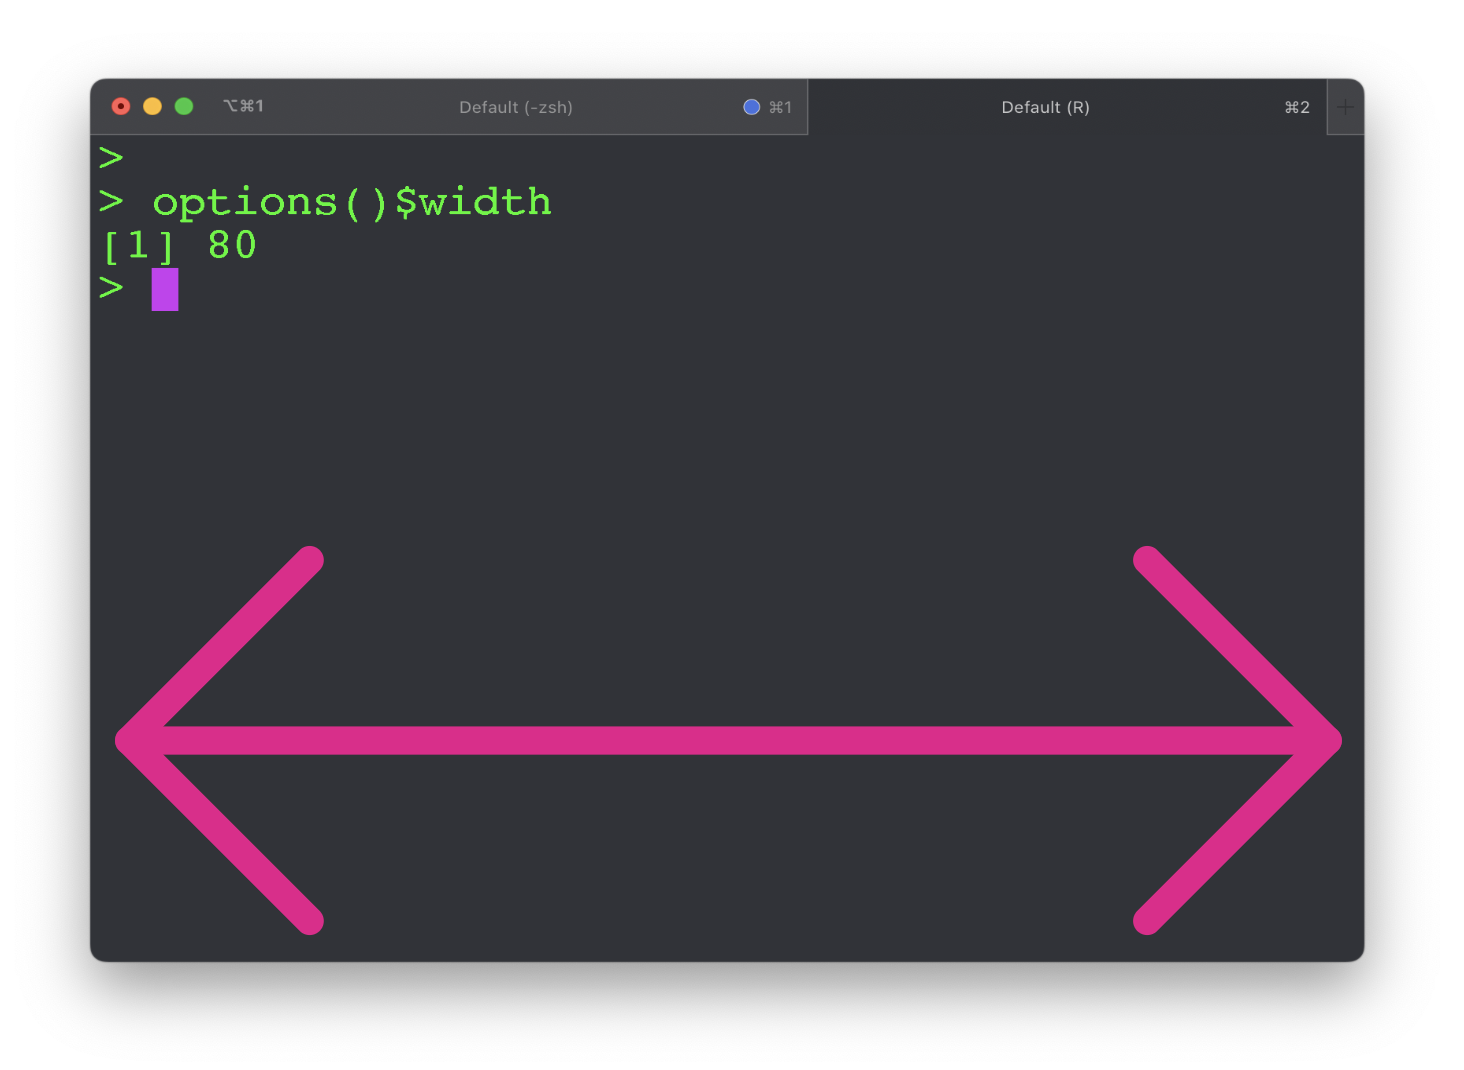 ⌥⌘1 Default (-zsh) ⌘1 Default (R) ⌘2 +
>
> options()$width
[1] 80
>